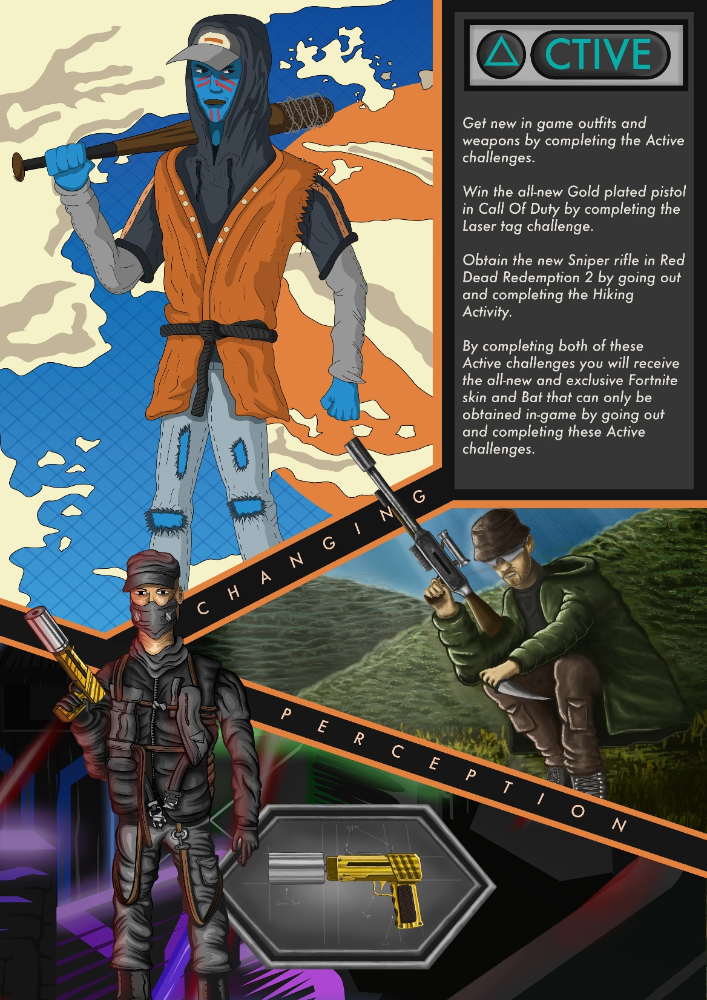 △CTIVE
Get new in game outfits and
weapons by completing the Active
challenges.
Win the all-new Gold plated pistol
in Call Of Duty by completing the
Laser tag challenge.
Obtain the new Sniper rifle in Red
Dead Redemption 2 by going out
and completing the Hiking
Activity.
By completing both of these
Active challenges you will receive
the all-new and exclusive Fortnite
skin and Bat that can only be
obtained in-game by going out
and completing these Active
challenges.
CHANGING
PERCEPTION